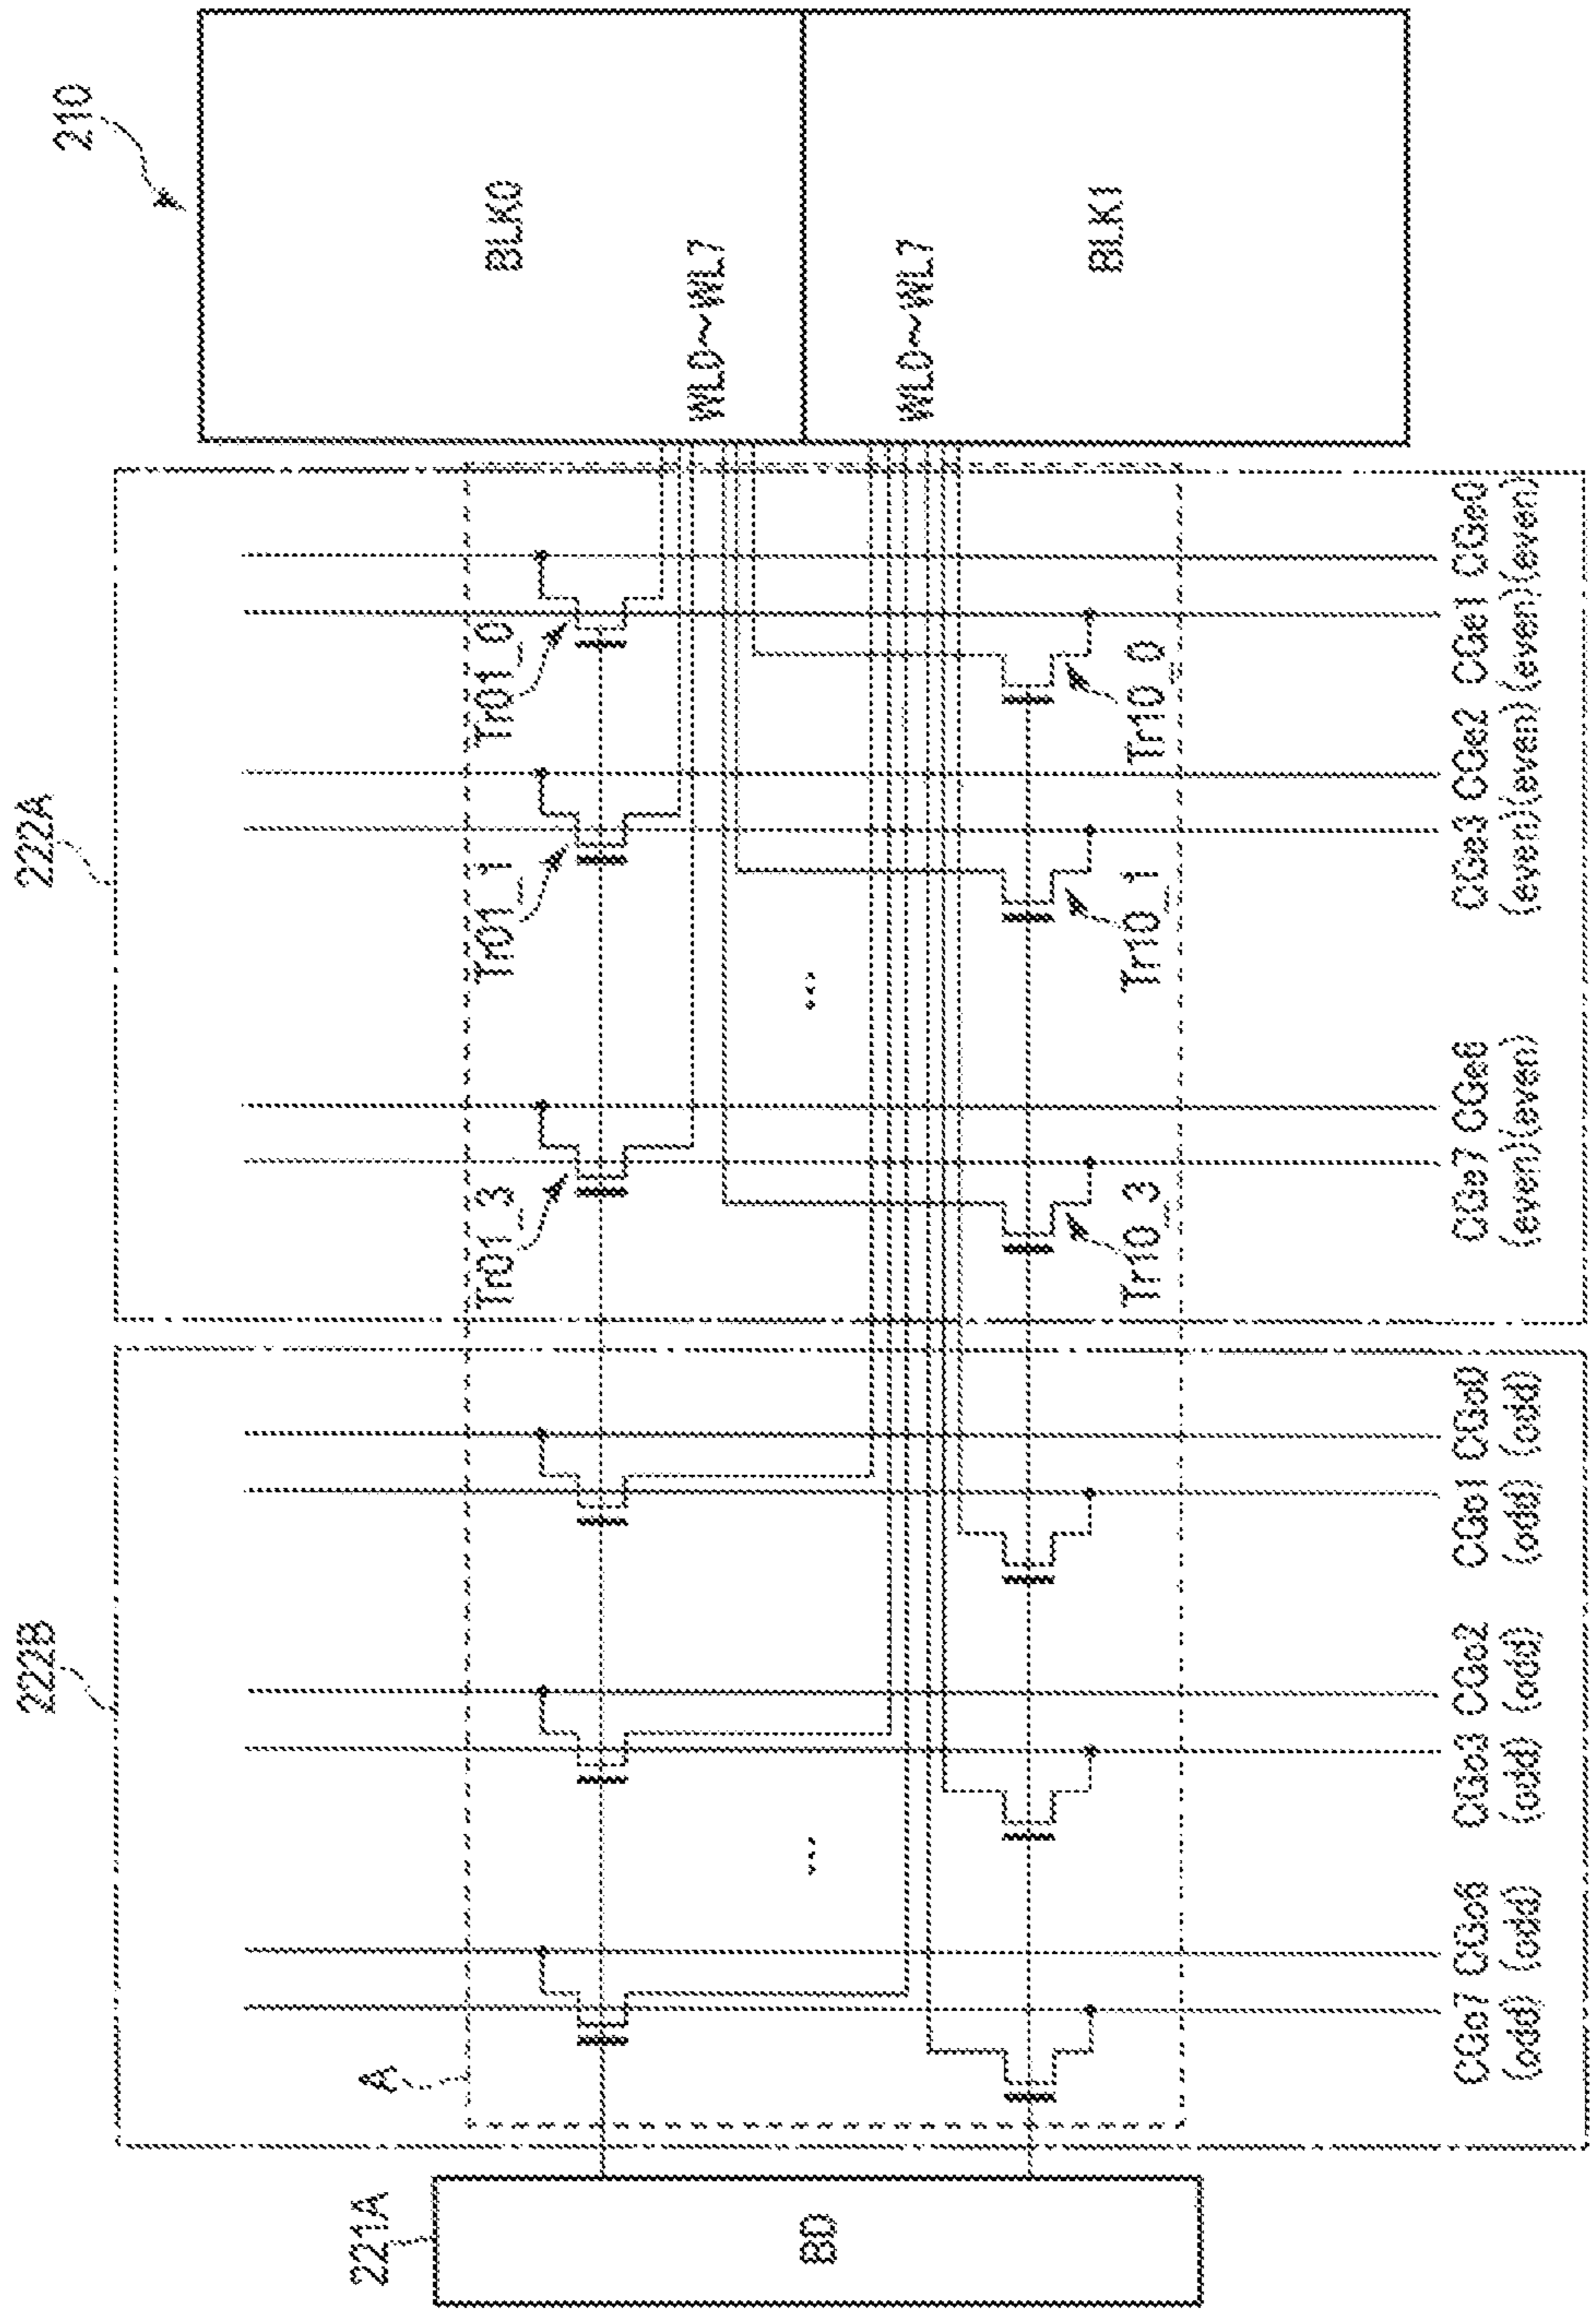 210
BLK0
BLK1
WL0~WL7
WL0~WL7
222A
Tr01_0
Tr01_1
Tr01_3
Tr10_0
Tr10_1
Tr10_3
...
CGe7 CGe6
(even)(even)
CGe3 CGe2 CGe1 CGe0
(even)(even)(even)(even)
222B
...
CGo7 CGo6
(odd) (odd)
CGo3 CGo2
(odd) (odd)
CGo1 CGo0
(odd) (odd)
A
221A
BD